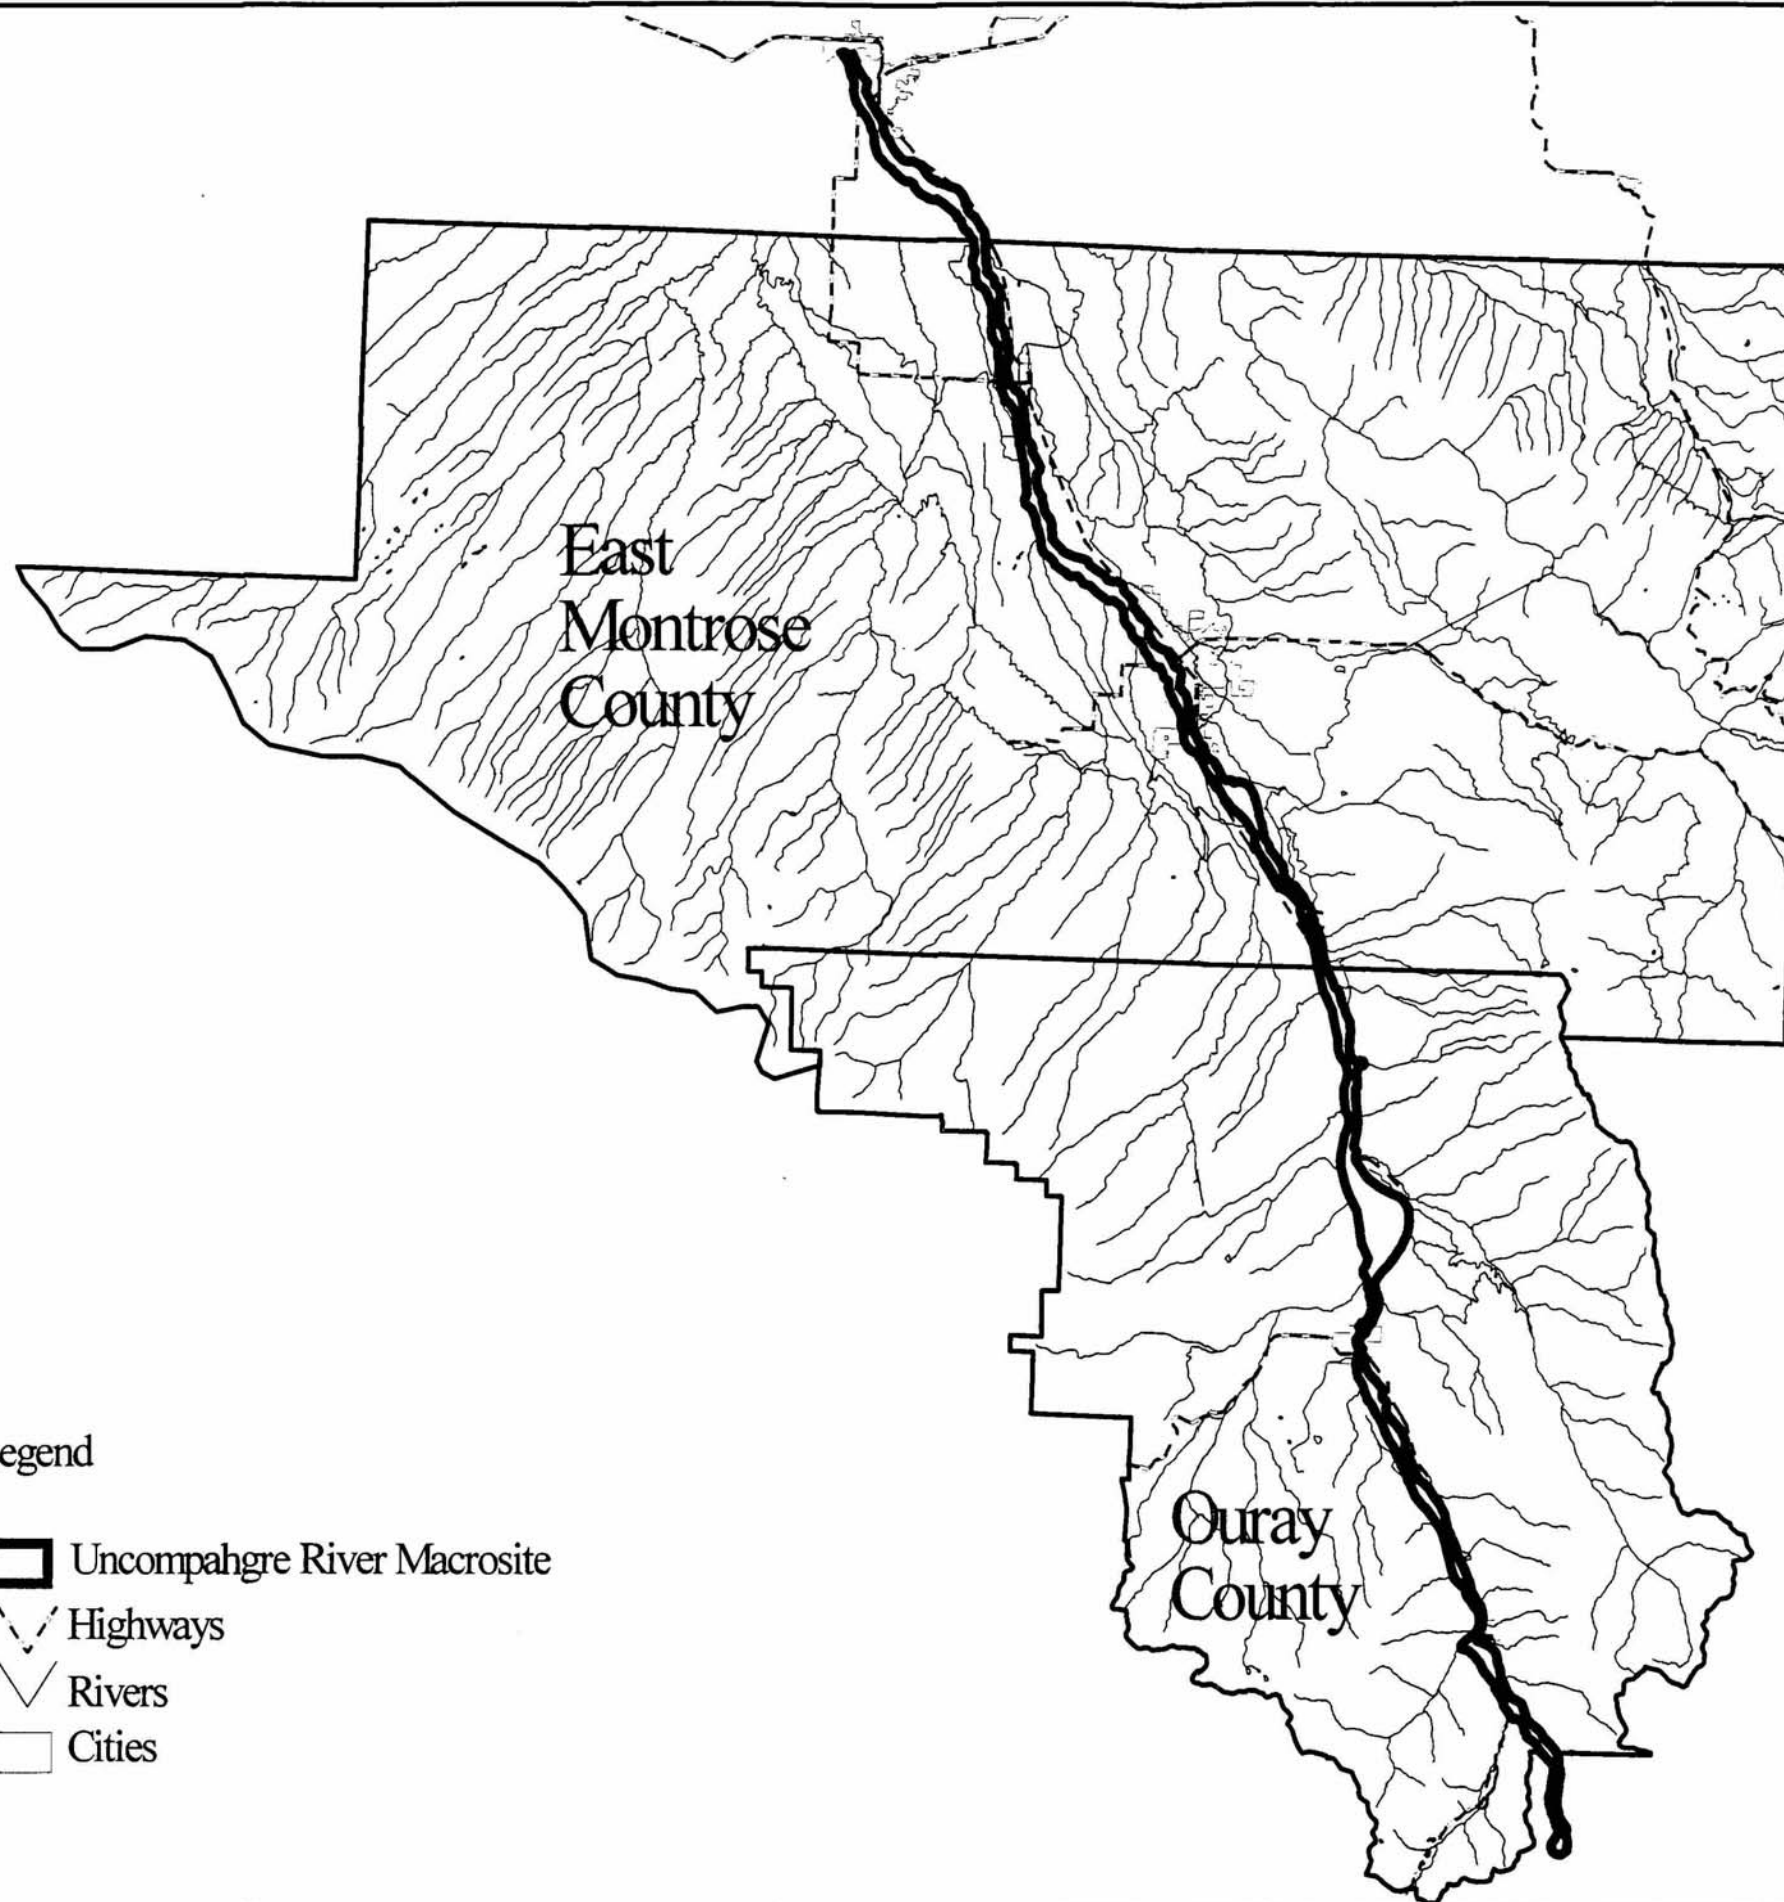 East
Montrose
County
Ouray
County
egend
Uncompahgre River Macrosite
Highways
Rivers
Cities